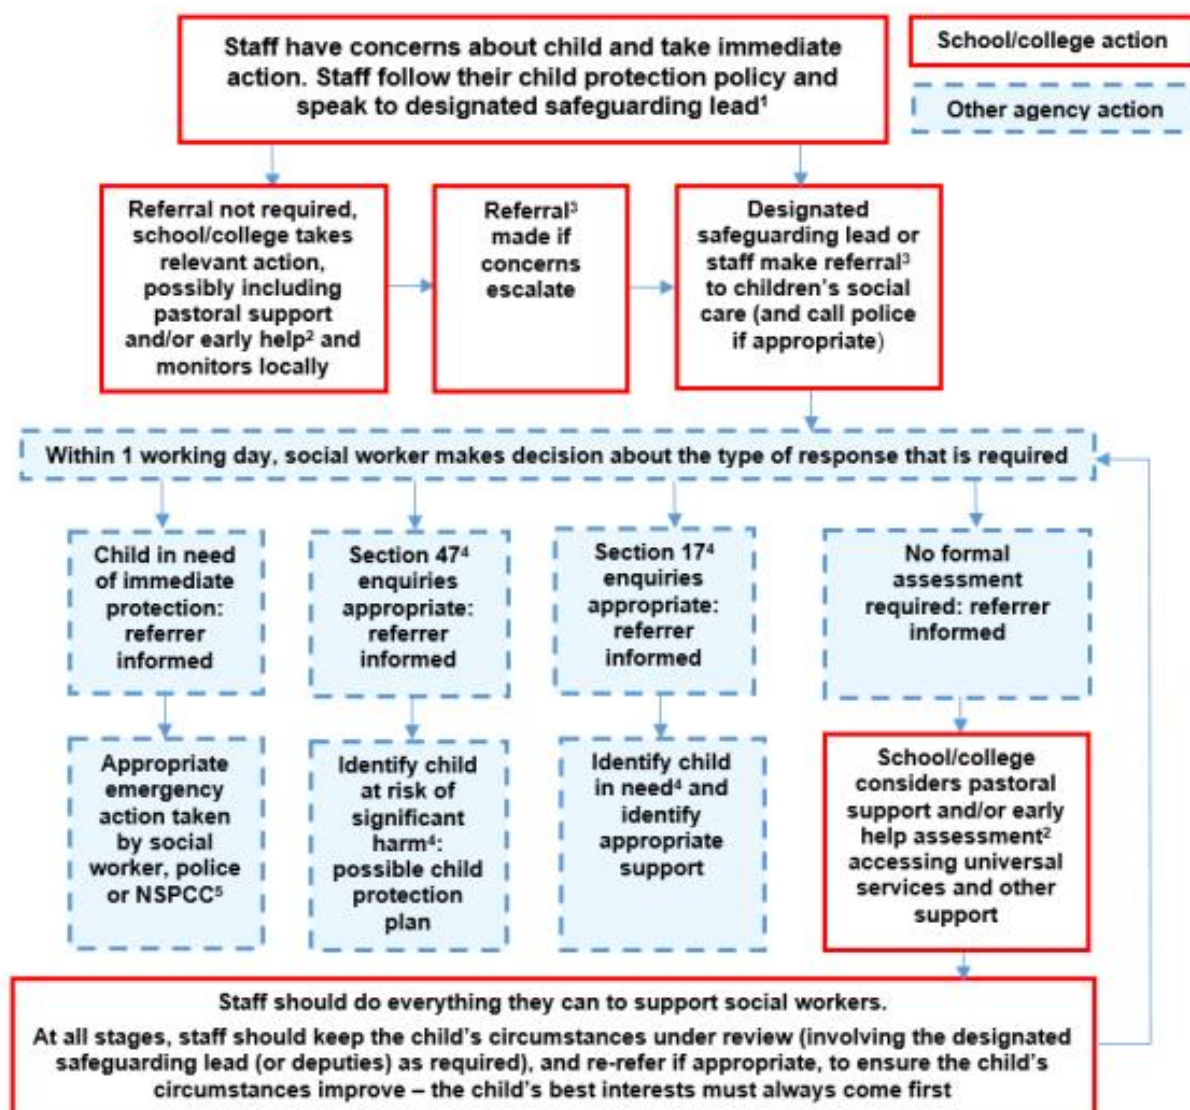 Staff have concerns about child and take immediate
action. Staff follow their child protection policy and
speak to designated safeguarding lead¹
School/college action
Other agency action
Referral not required,
school/college takes
relevant action,
possibly including
pastoral support
and/or early help² and
monitors locally
Referral³
made if
concerns
escalate
Designated
safeguarding lead or
staff make referral³
to children’s social
care (and call police
if appropriate)
Within 1 working day, social worker makes decision about the type of response that is required
Child in need
of immediate
protection:
referrer
informed
Section 47⁴
enquiries
appropriate:
referrer
informed
Section 17⁴
enquiries
appropriate:
referrer
informed
No formal
assessment
required: referrer
informed
Appropriate
emergency
action taken
by social
worker, police
or NSPCC⁵
Identify child
at risk of
significant
harm⁴:
possible child
protection
plan
Identify child
in need⁴ and
identify
appropriate
support
School/college
considers pastoral
support and/or early
help assessment²
accessing universal
services and other
support
Staff should do everything they can to support social workers.
At all stages, staff should keep the child’s circumstances under review (involving the designated
safeguarding lead (or deputies) as required), and re-refer if appropriate, to ensure the child’s
circumstances improve – the child’s best interests must always come first